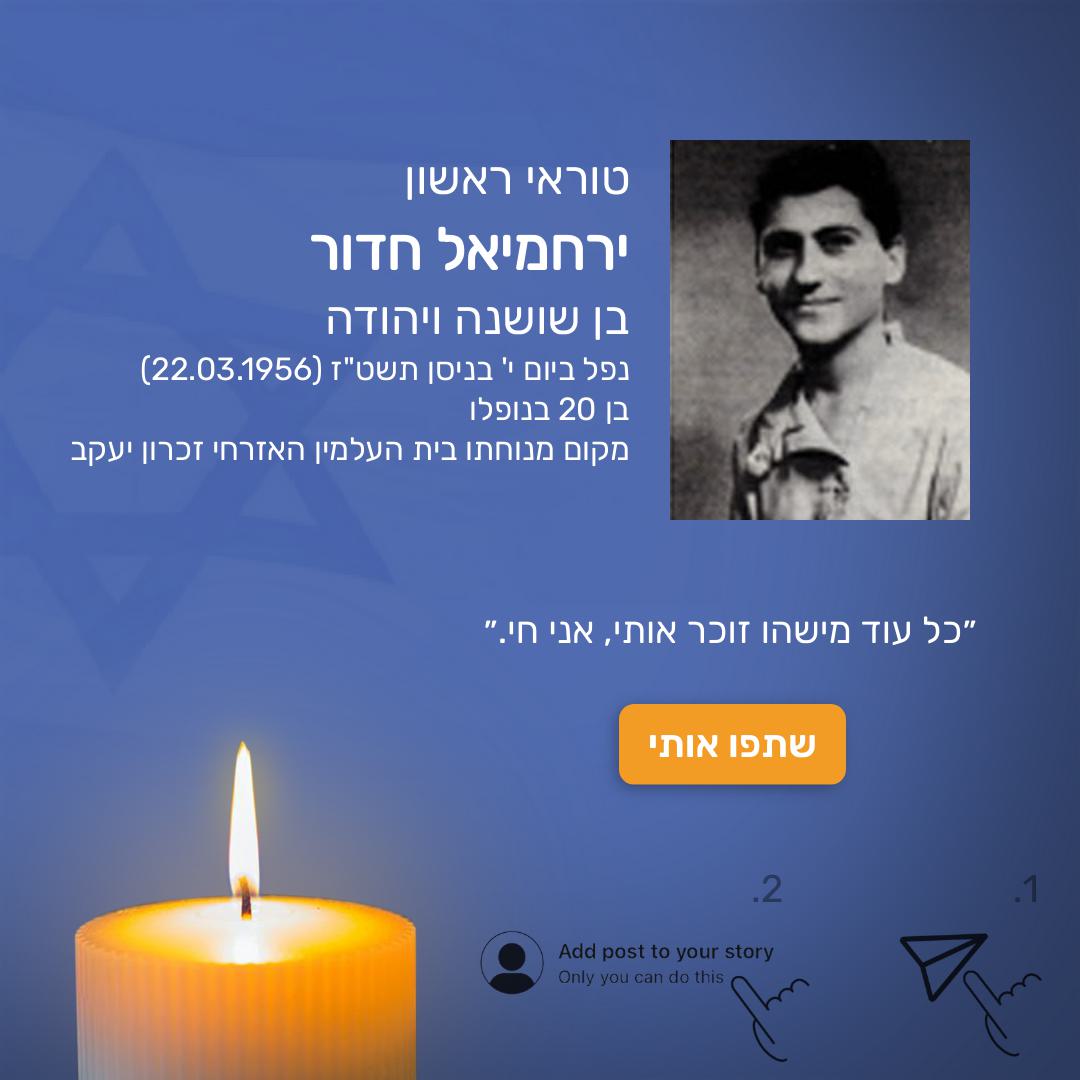 טוראי ראשון
ירחמיאל חדור
בן שושנה ויהודה
נפל ביום י' בניסן תשט"ז (22.03.1956)
בן 20 בנופלו
מקום מנוחתו בית העלמין האזרחי זכרון יעקב
״כל עוד מישהו זוכר אותי, אני חי.״
שתפו אותי
1.
2.
Add post to your story
Only you can do this